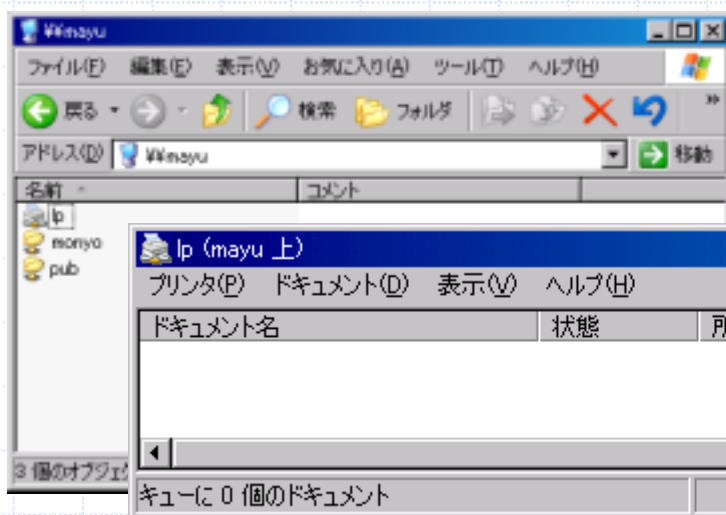 ¥¥mayu
ファイル(F) 編集(E) 表示(V) お気に入り(A) ツール(T) ヘルプ(H)
戻る 検索 フォルダ »
アドレス(D) ¥¥mayu 移動
名前 コメント
lp
monyo
pub
3 個のオブジェク
lp (mayu 上)
プリンタ(P) ドキュメント(D) 表示(V) ヘルプ(H)
ドキュメント名 状態
キューに 0 個のドキュメント